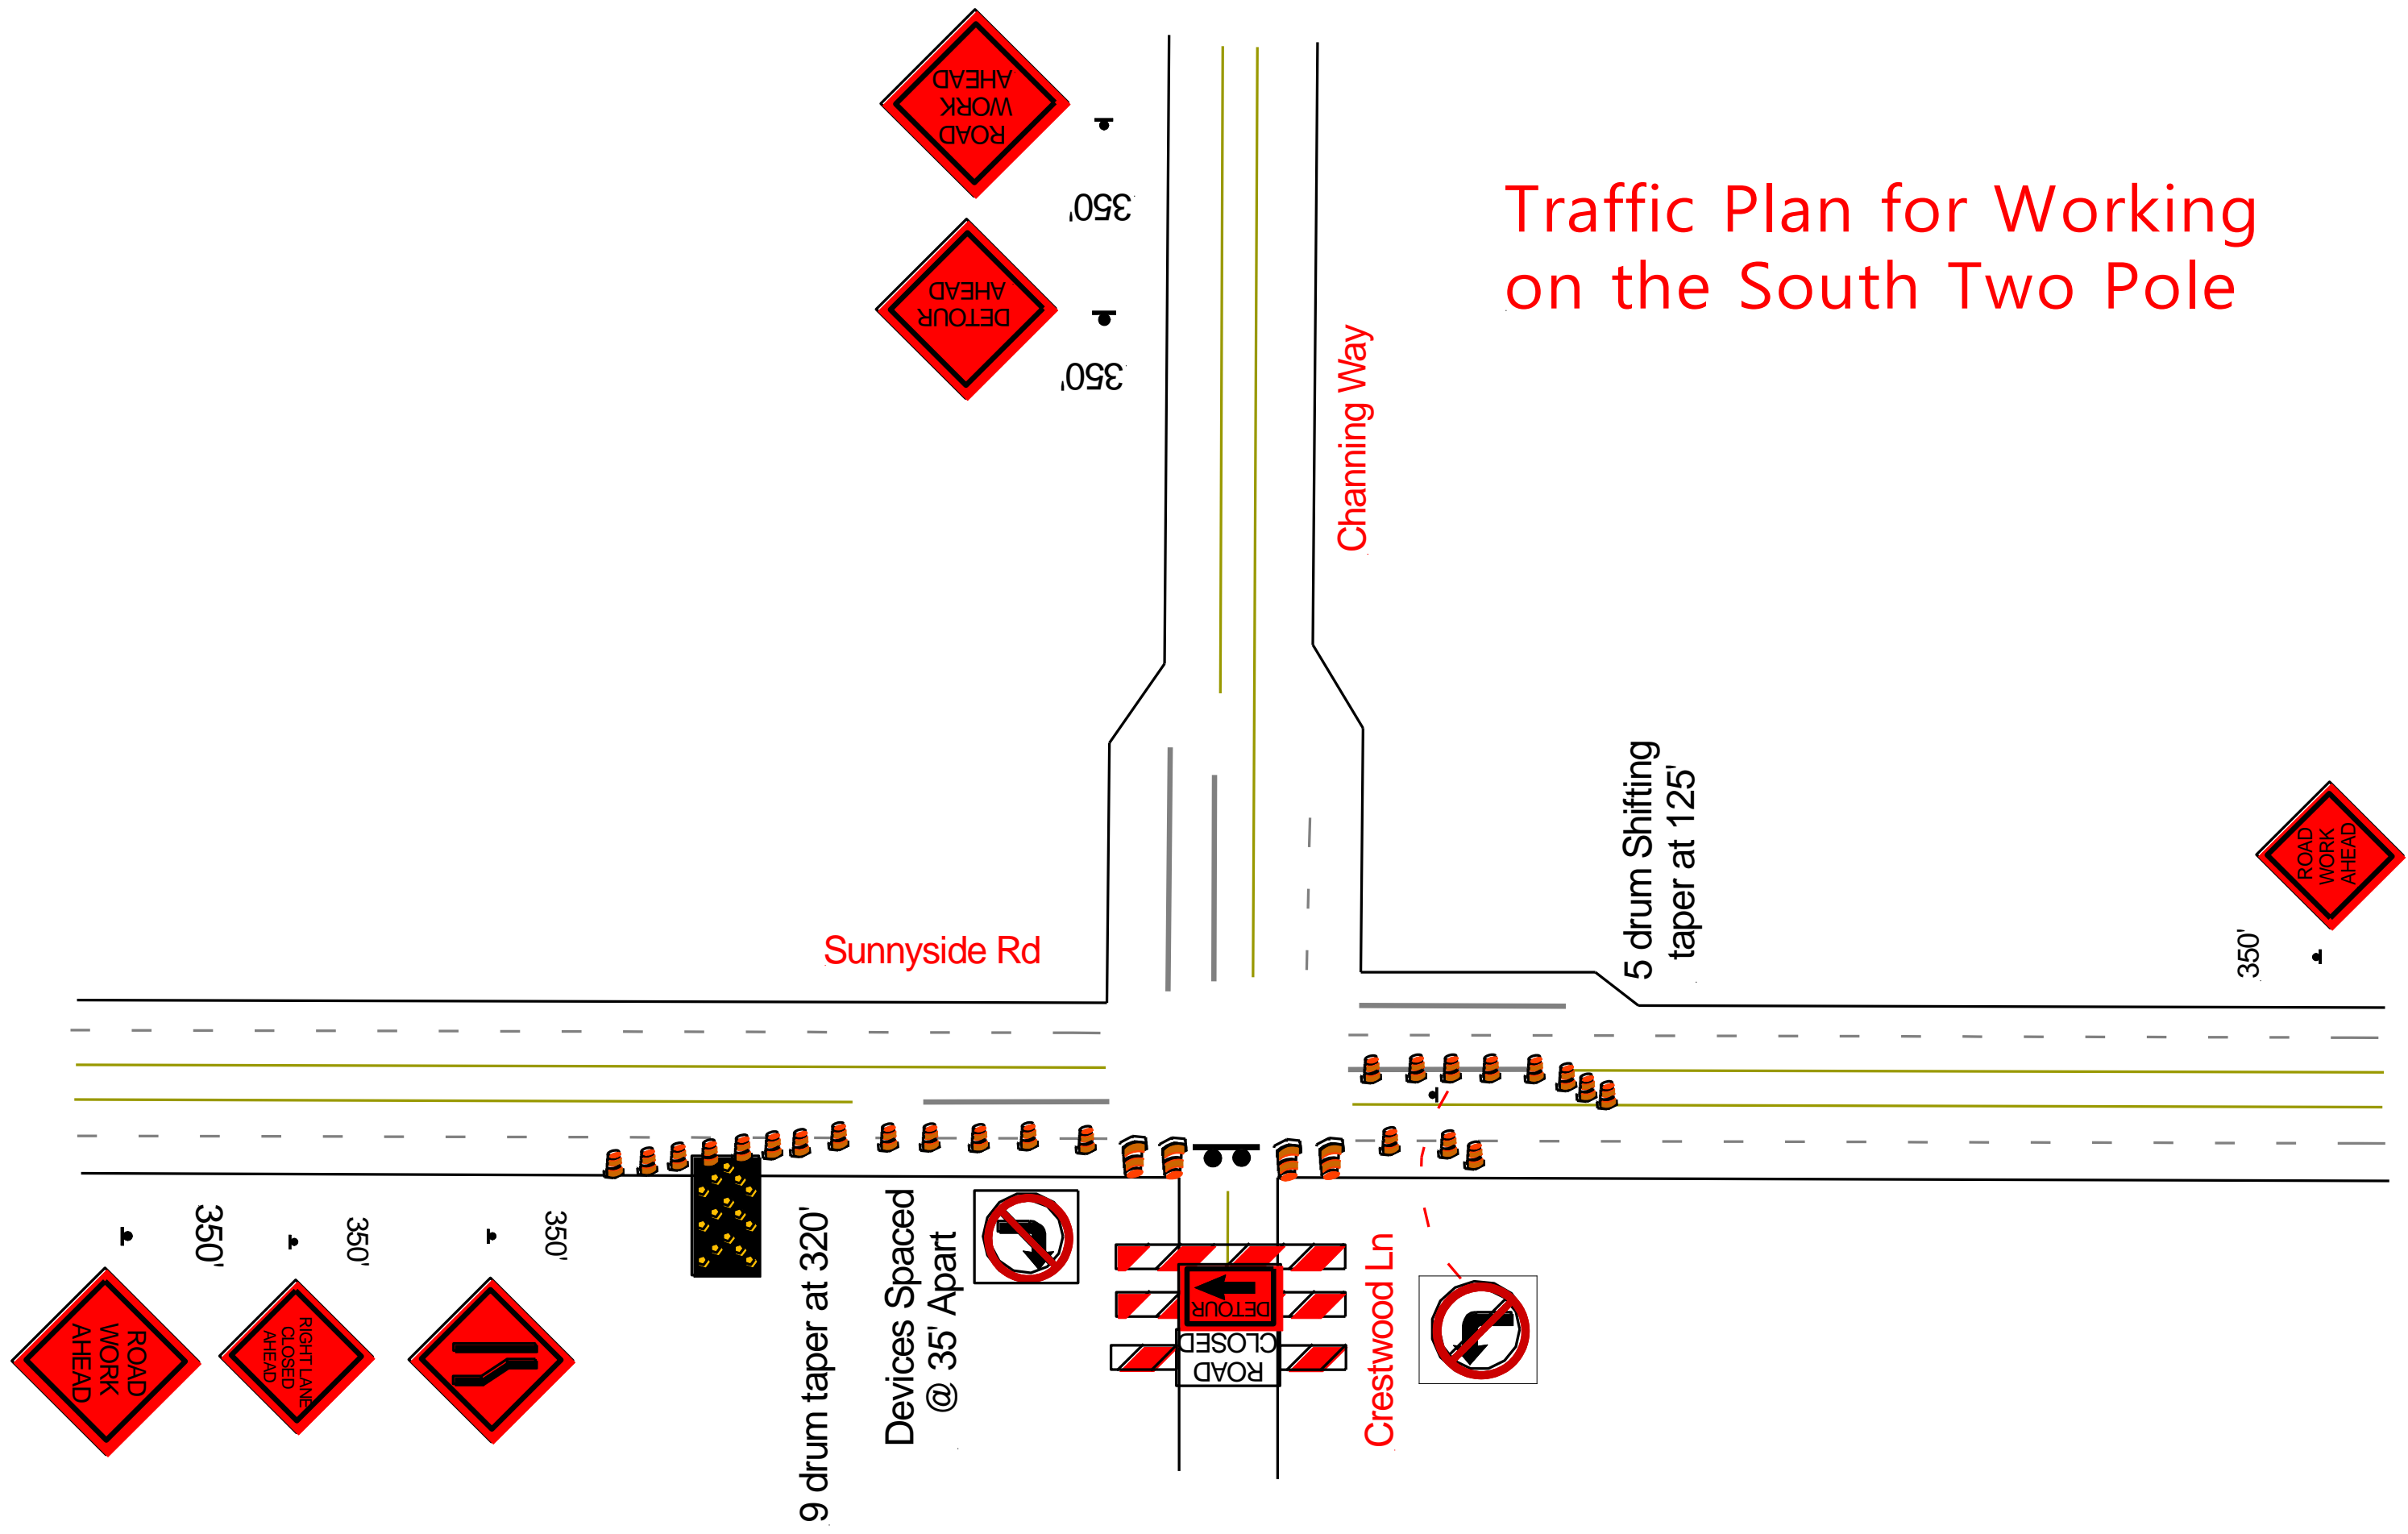 Traffic Plan for Working
on the South Two Pole
ROAD
WORK
AHEAD
350'
DETOUR
AHEAD
350'
Channing Way
Sunnyside Rd
5 drum Shifting
taper at 125'
ROAD
WORK
AHEAD
350'
350'
350'
350'
ROAD
WORK
AHEAD
RIGHT LANE
CLOSED
AHEAD
9 drum taper at 320'
Devices Spaced
@ 35' Apart
DETOUR
ROAD
CLOSED
Crestwood Ln